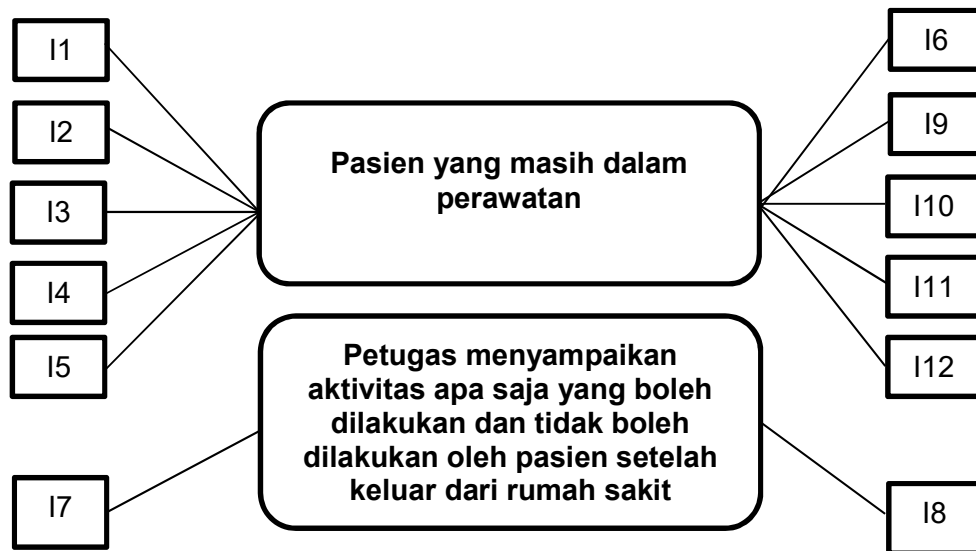 I1
I2
I3
I4
I5
I7
Pasien yang masih dalam
perawatan
Petugas menyampaikan
aktivitas apa saja yang boleh
dilakukan dan tidak boleh
dilakukan oleh pasien setelah
keluar dari rumah sakit
I6
I9
I10
I11
I12
I8